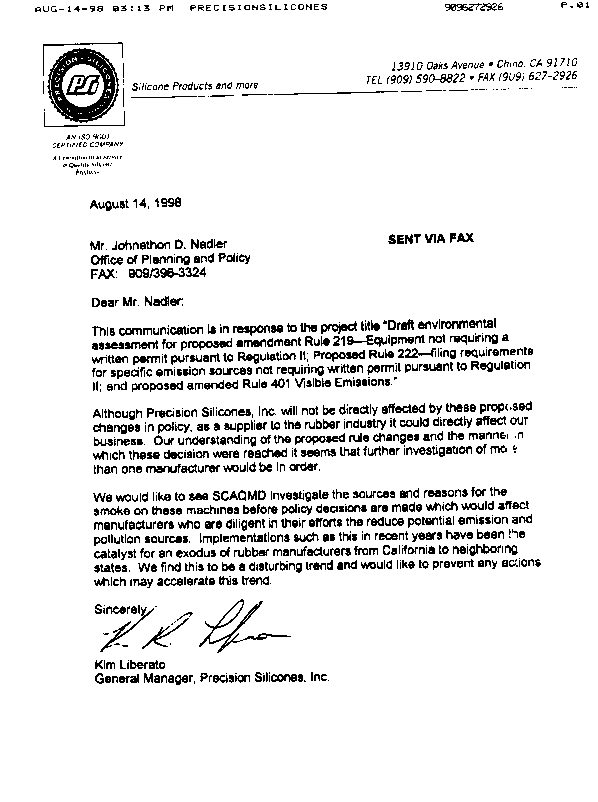 AUG-14-98 03:13 PM PRECISIONSILICONES 9096272926 P.01
PSI
Silicone Products and more
13910 Oaks Avenue • Chino, CA 91710
TEL (909) 590-8822 • FAX (909) 627-2926
AN ISO 9001
CERTIFIED COMPANY
August 14, 1998
Mr. Johnathon D. Nadler
Office of Planning and Policy
FAX: 909/396-3324
SENT VIA FAX
Dear Mr. Nadler:
This communication is in response to the project title "Draft environmental
assessment for proposed amendment Rule 219—Equipment not requiring a
written permit pursuant to Regulation II; Proposed Rule 222—filing requirements
for specific emission sources not requiring written permit pursuant to Regulation
II; and proposed amended Rule 401 Visible Emissions."
Although Precision Silicones, Inc. will not be directly affected by these proposed
changes in policy, as a supplier to the rubber industry it could directly affect our
business. Our understanding of the proposed rule changes and the manner in
which these decision were reached it seems that further investigation of more
than one manufacturer would be in order.
We would like to see SCAQMD investigate the sources and reasons for the
smoke on these machines before policy decisions are made which would affect
manufacturers who are diligent in their efforts the reduce potential emission and
pollution sources. Implementations such as this in recent years have been the
catalyst for an exodus of rubber manufacturers from California to neighboring
states. We find this to be a disturbing trend and would like to prevent any actions
which may accelerate this trend.
Sincerely,
Kim Liberato
General Manager, Precision Silicones, Inc.